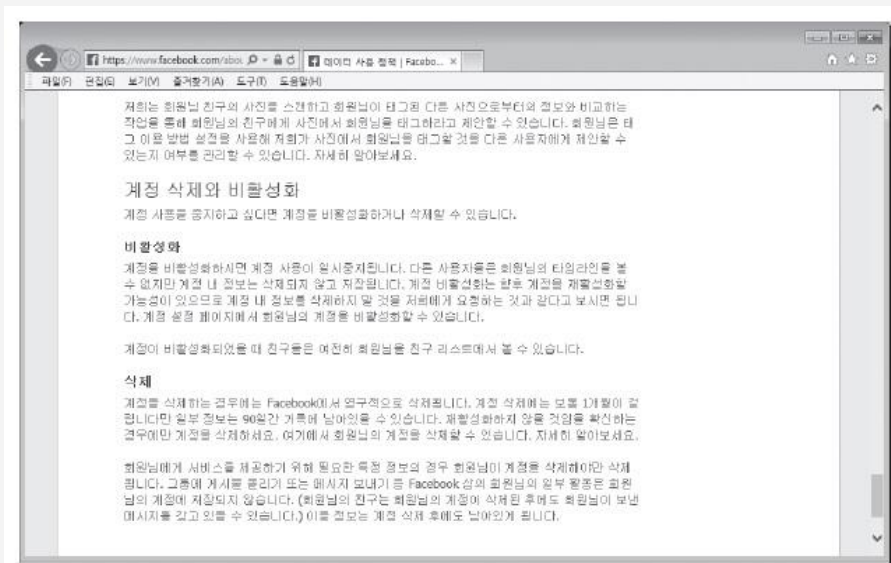 https://www.facebook.com/abou
데이터 사용 정책 | Facebo...
파일(F) 편집(E) 보기(V) 즐겨찾기(A) 도구(T) 도움말(H)
저희는 회원님 친구의 사진을 스캔하고 회원님이 태그된 다른 사진으로부터의 정보와 비교하는
작업을 통해 회원님의 친구에게 사진에서 회원님을 태그하라고 제안할 수 있습니다. 회원님은 태
그 이용 방법 설정을 사용해 저희가 사진에서 회원님을 태그할 것을 다른 사용자에게 제안할 수
있는지 여부를 관리할 수 있습니다. 자세히 알아보세요.
계정 삭제와 비활성화
계정 사용을 중지하고 싶다면 계정을 비활성화하거나 삭제할 수 있습니다.
비활성화
계정을 비활성화하시면 계정 사용이 일시중지됩니다. 다른 사용자들은 회원님의 타임라인을 볼
수 없지만 계정 내 정보는 삭제되지 않고 저장됩니다. 계정 비활성화는 향후 계정을 재활성화할
가능성이 있으므로 계정 내 정보를 삭제하지 말 것을 저희에게 요청하는 것과 같다고 보시면 됩니
다. 계정 설정 페이지에서 회원님의 계정을 비활성화할 수 있습니다.
계정이 비활성화되었을 때 친구들은 여전히 회원님을 친구 리스트에서 볼 수 있습니다.
삭제
계정을 삭제하는 경우에는 Facebook에서 영구적으로 삭제됩니다. 계정 삭제에는 보통 1개월이 걸
립니다만 일부 정보는 90일간 기록에 남아있을 수 있습니다. 재활성화하지 않을 것임을 확신하는
경우에만 계정을 삭제하세요. 여기에서 회원님의 계정을 삭제할 수 있습니다. 자세히 알아보세요.
회원님에게 서비스를 제공하기 위해 필요한 특정 정보의 경우 회원님이 계정을 삭제해야만 삭제
됩니다. 그룹에 게시물 올리기 또는 메시지 보내기 등 Facebook 상의 회원님의 일부 활동은 회원
님의 계정에 저장되지 않습니다. (회원님의 친구는 회원님의 계정이 삭제된 후에도 회원님이 보낸
메시지를 갖고 있을 수 있습니다.) 이들 정보는 계정 삭제 후에도 남아있게 됩니다.